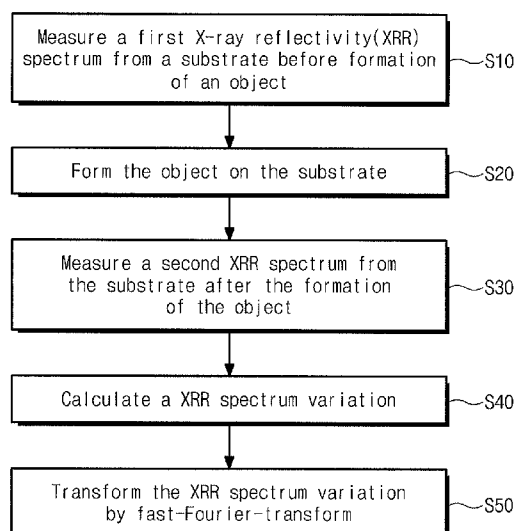 Measure a first X-ray reflectivity(XRR)
spectrum from a substrate before formation
of an object
S10
Form the object on the substrate
S20
Measure a second XRR spectrum from
the substrate after the formation
of the object
S30
Calculate a XRR spectrum variation
S40
Transform the XRR spectrum variation
by fast-Fourier-transform
S50